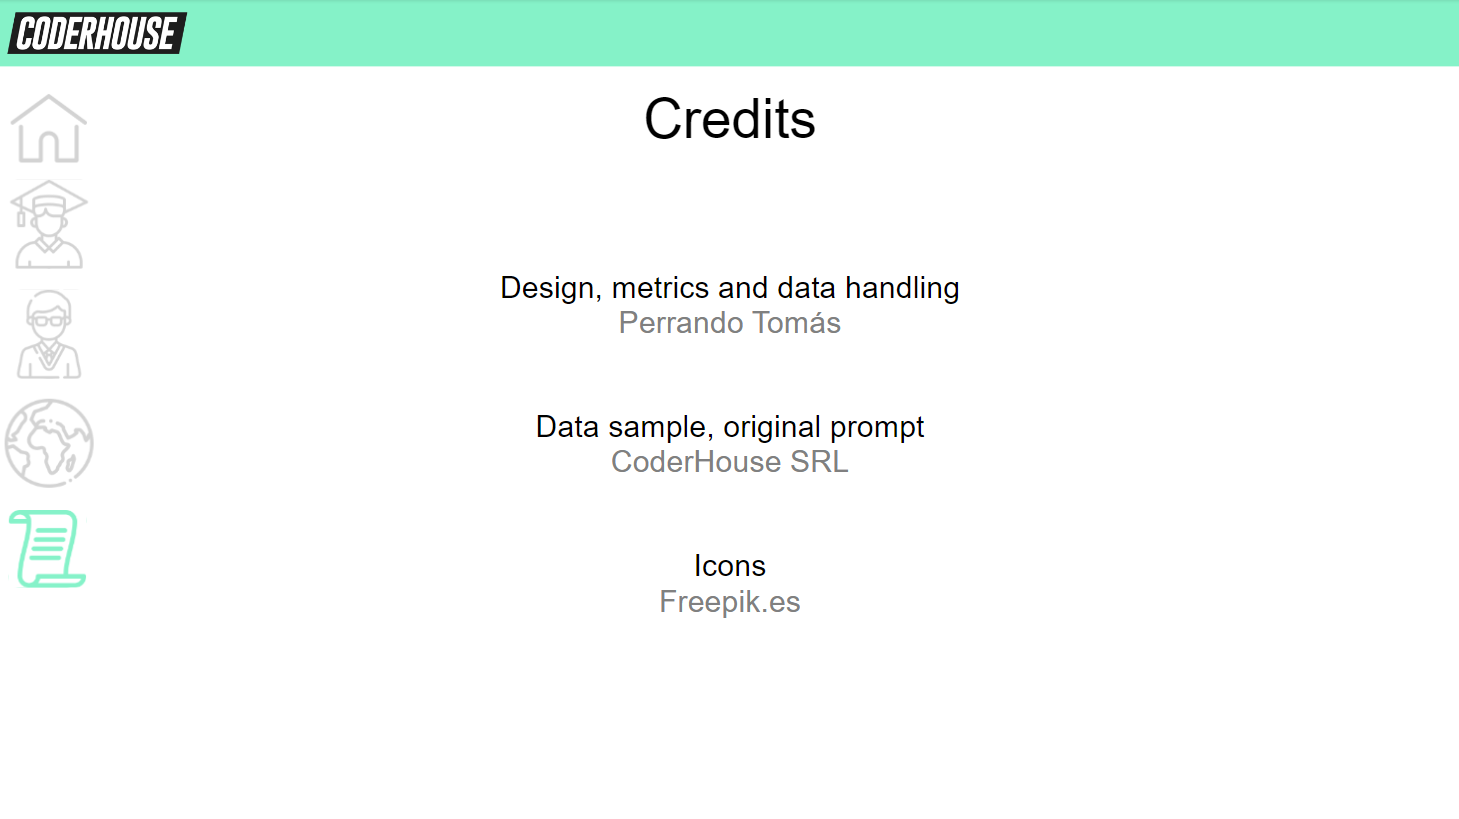 CODERHOUSE
Credits
Design, metrics and data handling
Perrando Tomás
Data sample, original prompt
CoderHouse SRL
Icons
Freepik.es